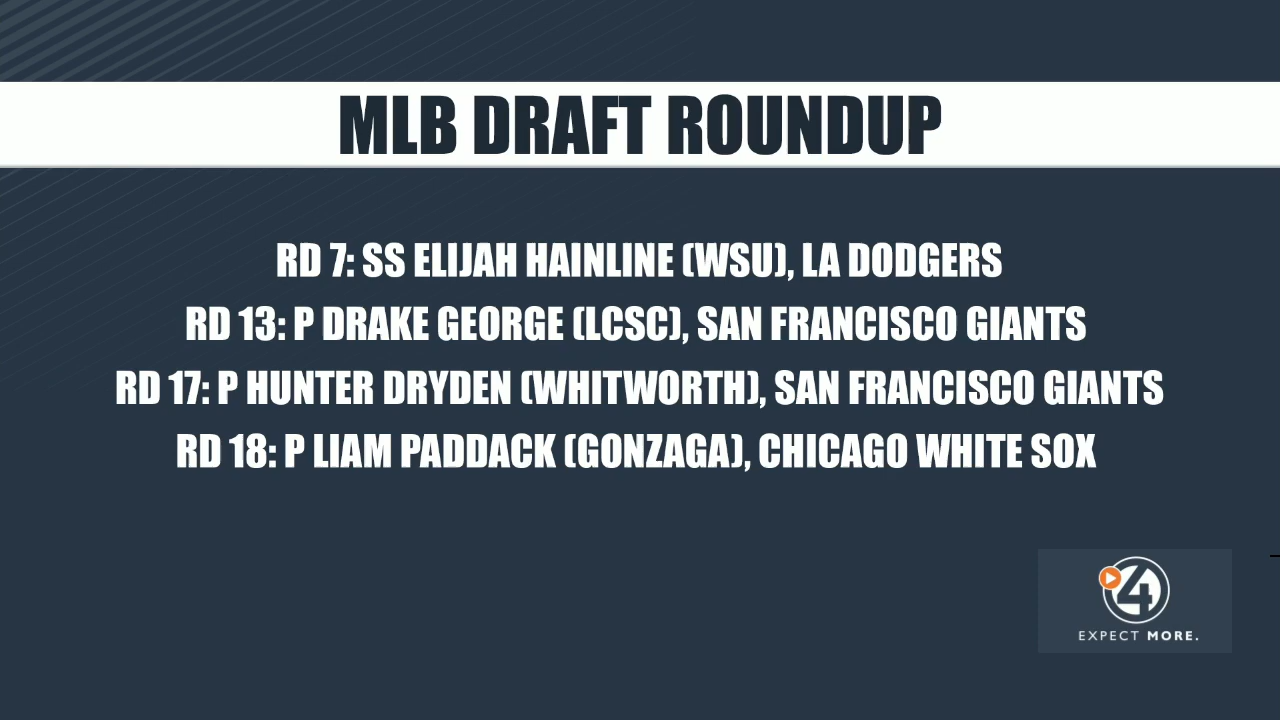 MLB DRAFT ROUNDUP
RD 7: SS ELIJAH HAINLINE (WSU), LA DODGERS
RD 13: P DRAKE GEORGE (LCSC), SAN FRANCISCO GIANTS
RD 17: P HUNTER DRYDEN (WHITWORTH), SAN FRANCISCO GIANTS
RD 18: P LIAM PADDACK (GONZAGA), CHICAGO WHITE SOX
4
EXPECT MORE.